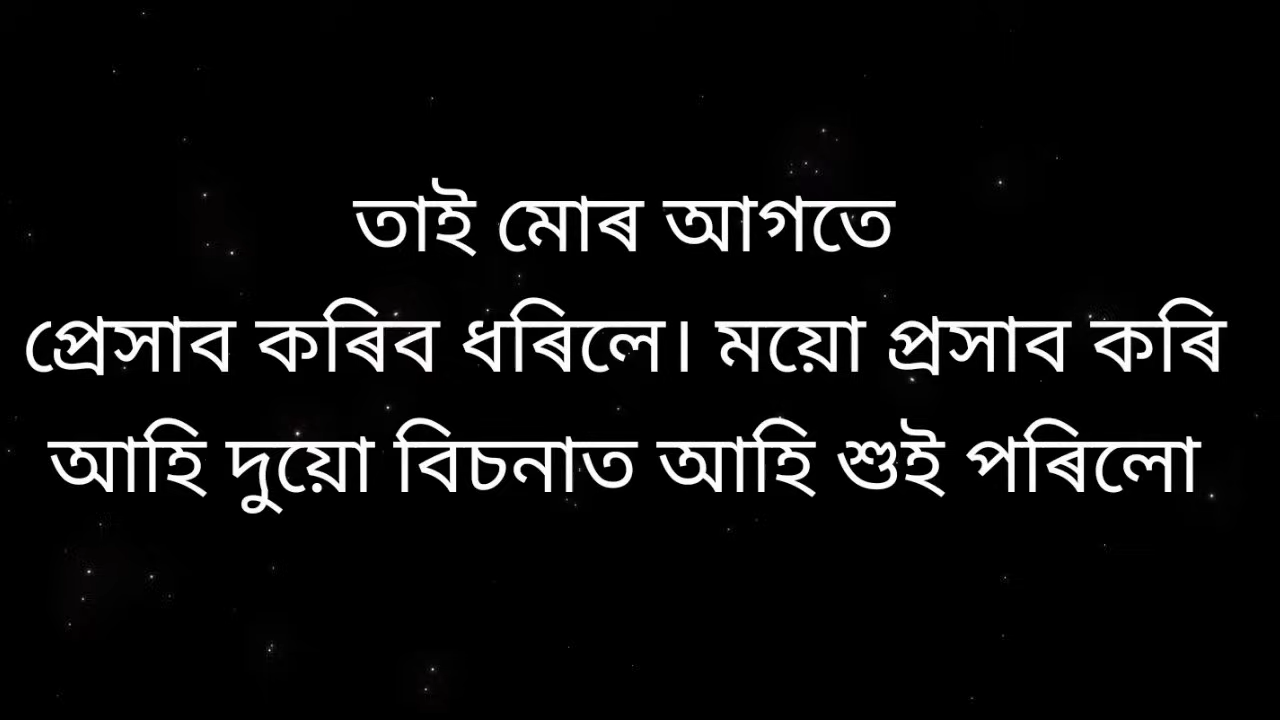 তাই মোৰ আগতে
প্ৰেসাব কৰিব ধৰিলে। ময়ো প্ৰসাব কৰি
আহি দুয়ো বিচনাত আহি শুই পৰিলো